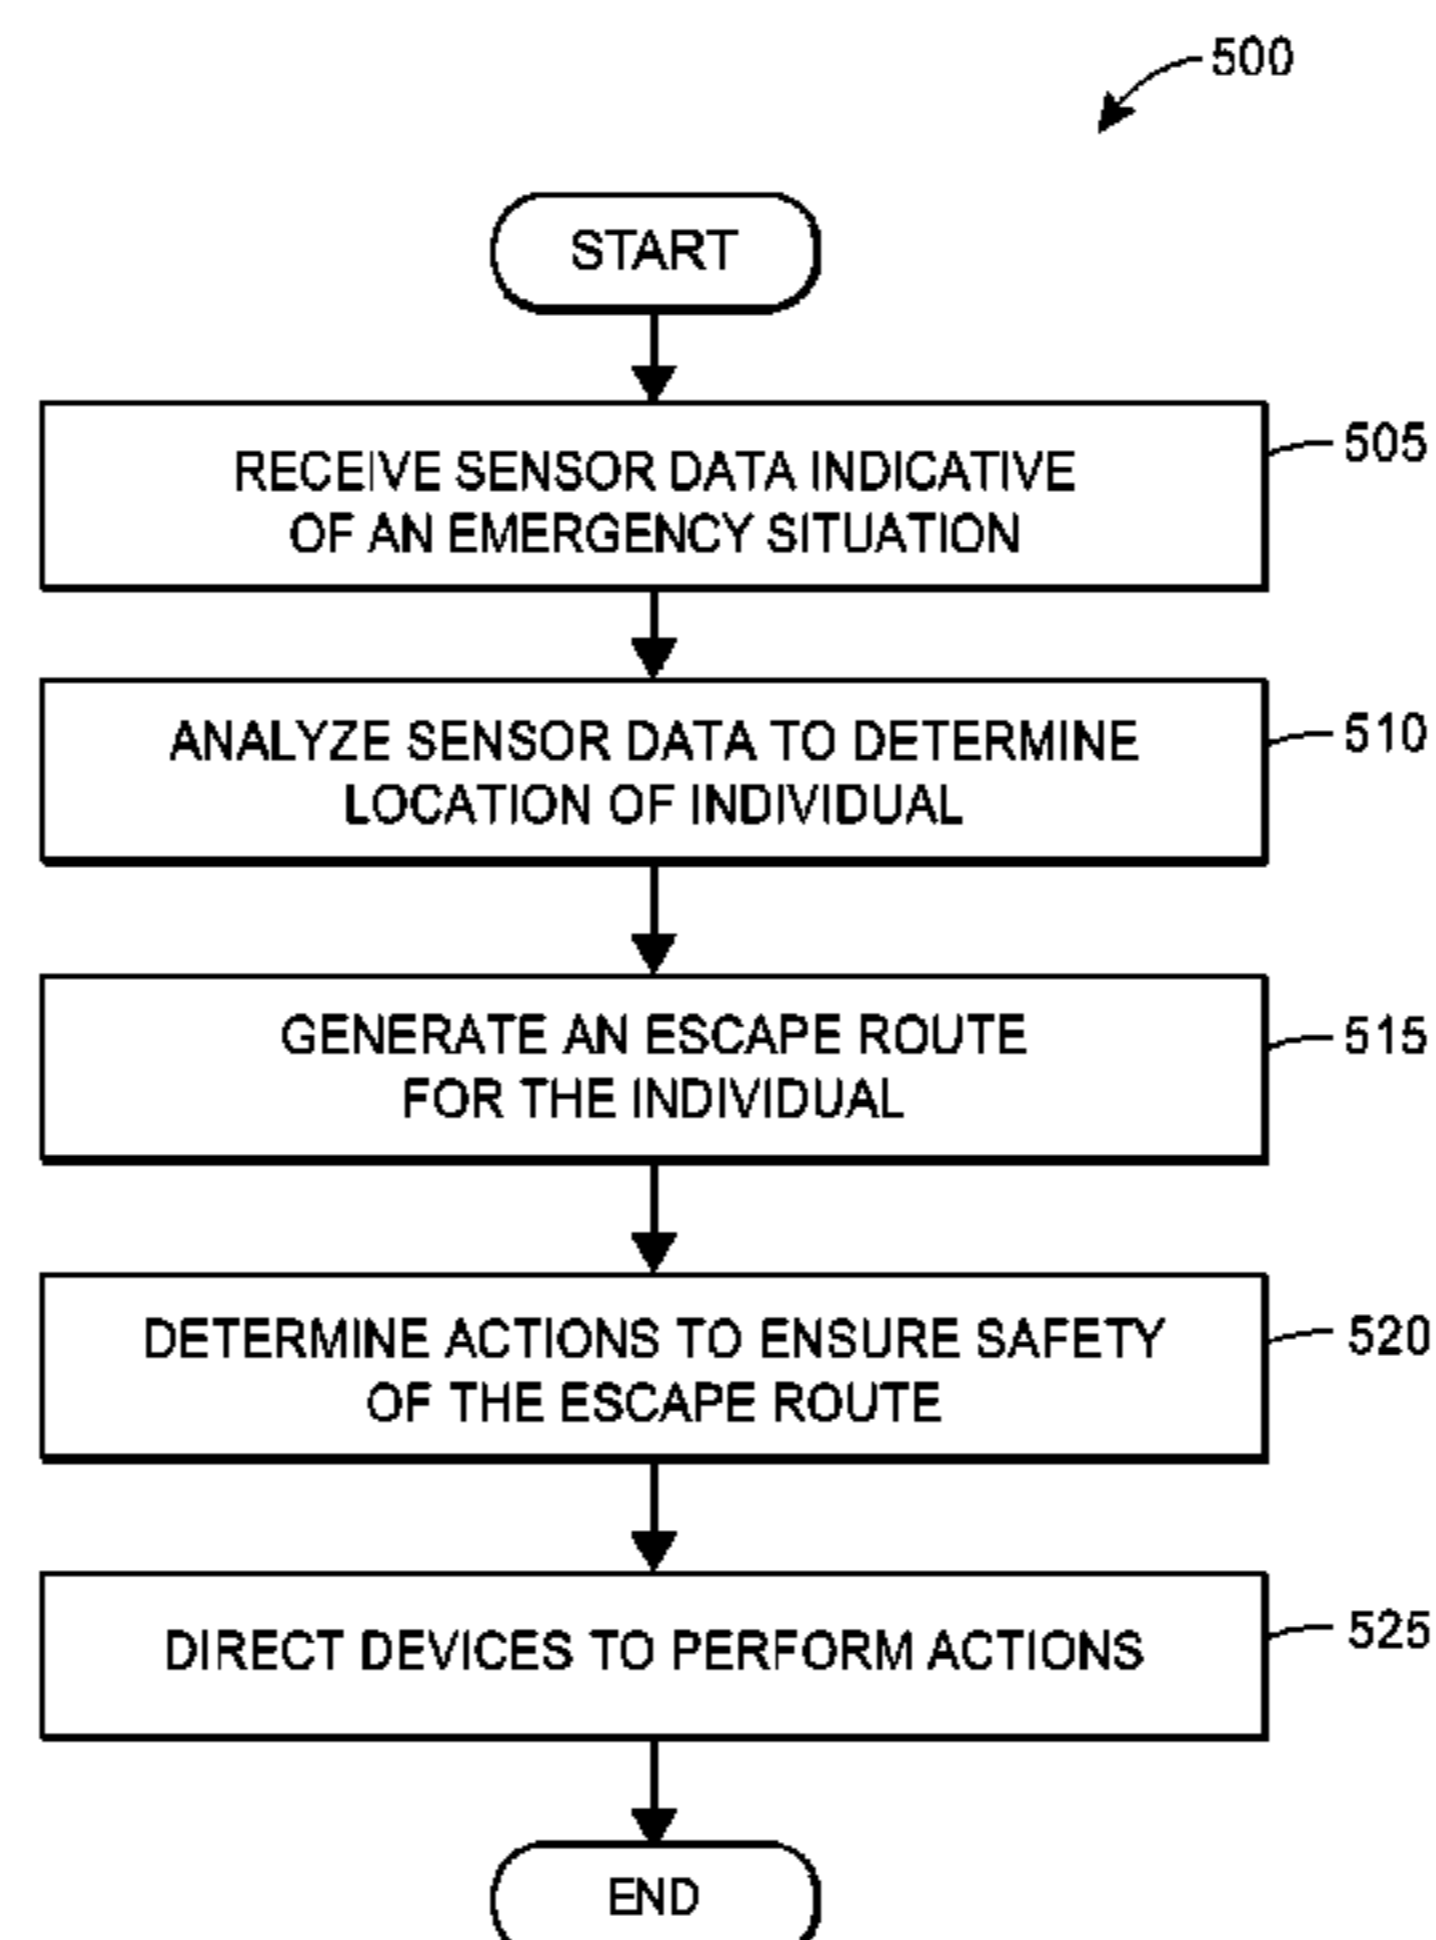 500
START
RECEIVE SENSOR DATA INDICATIVE
OF AN EMERGENCY SITUATION
505
ANALYZE SENSOR DATA TO DETERMINE
LOCATION OF INDIVIDUAL
510
GENERATE AN ESCAPE ROUTE
FOR THE INDIVIDUAL
515
DETERMINE ACTIONS TO ENSURE SAFETY
OF THE ESCAPE ROUTE
520
DIRECT DEVICES TO PERFORM ACTIONS
525
END